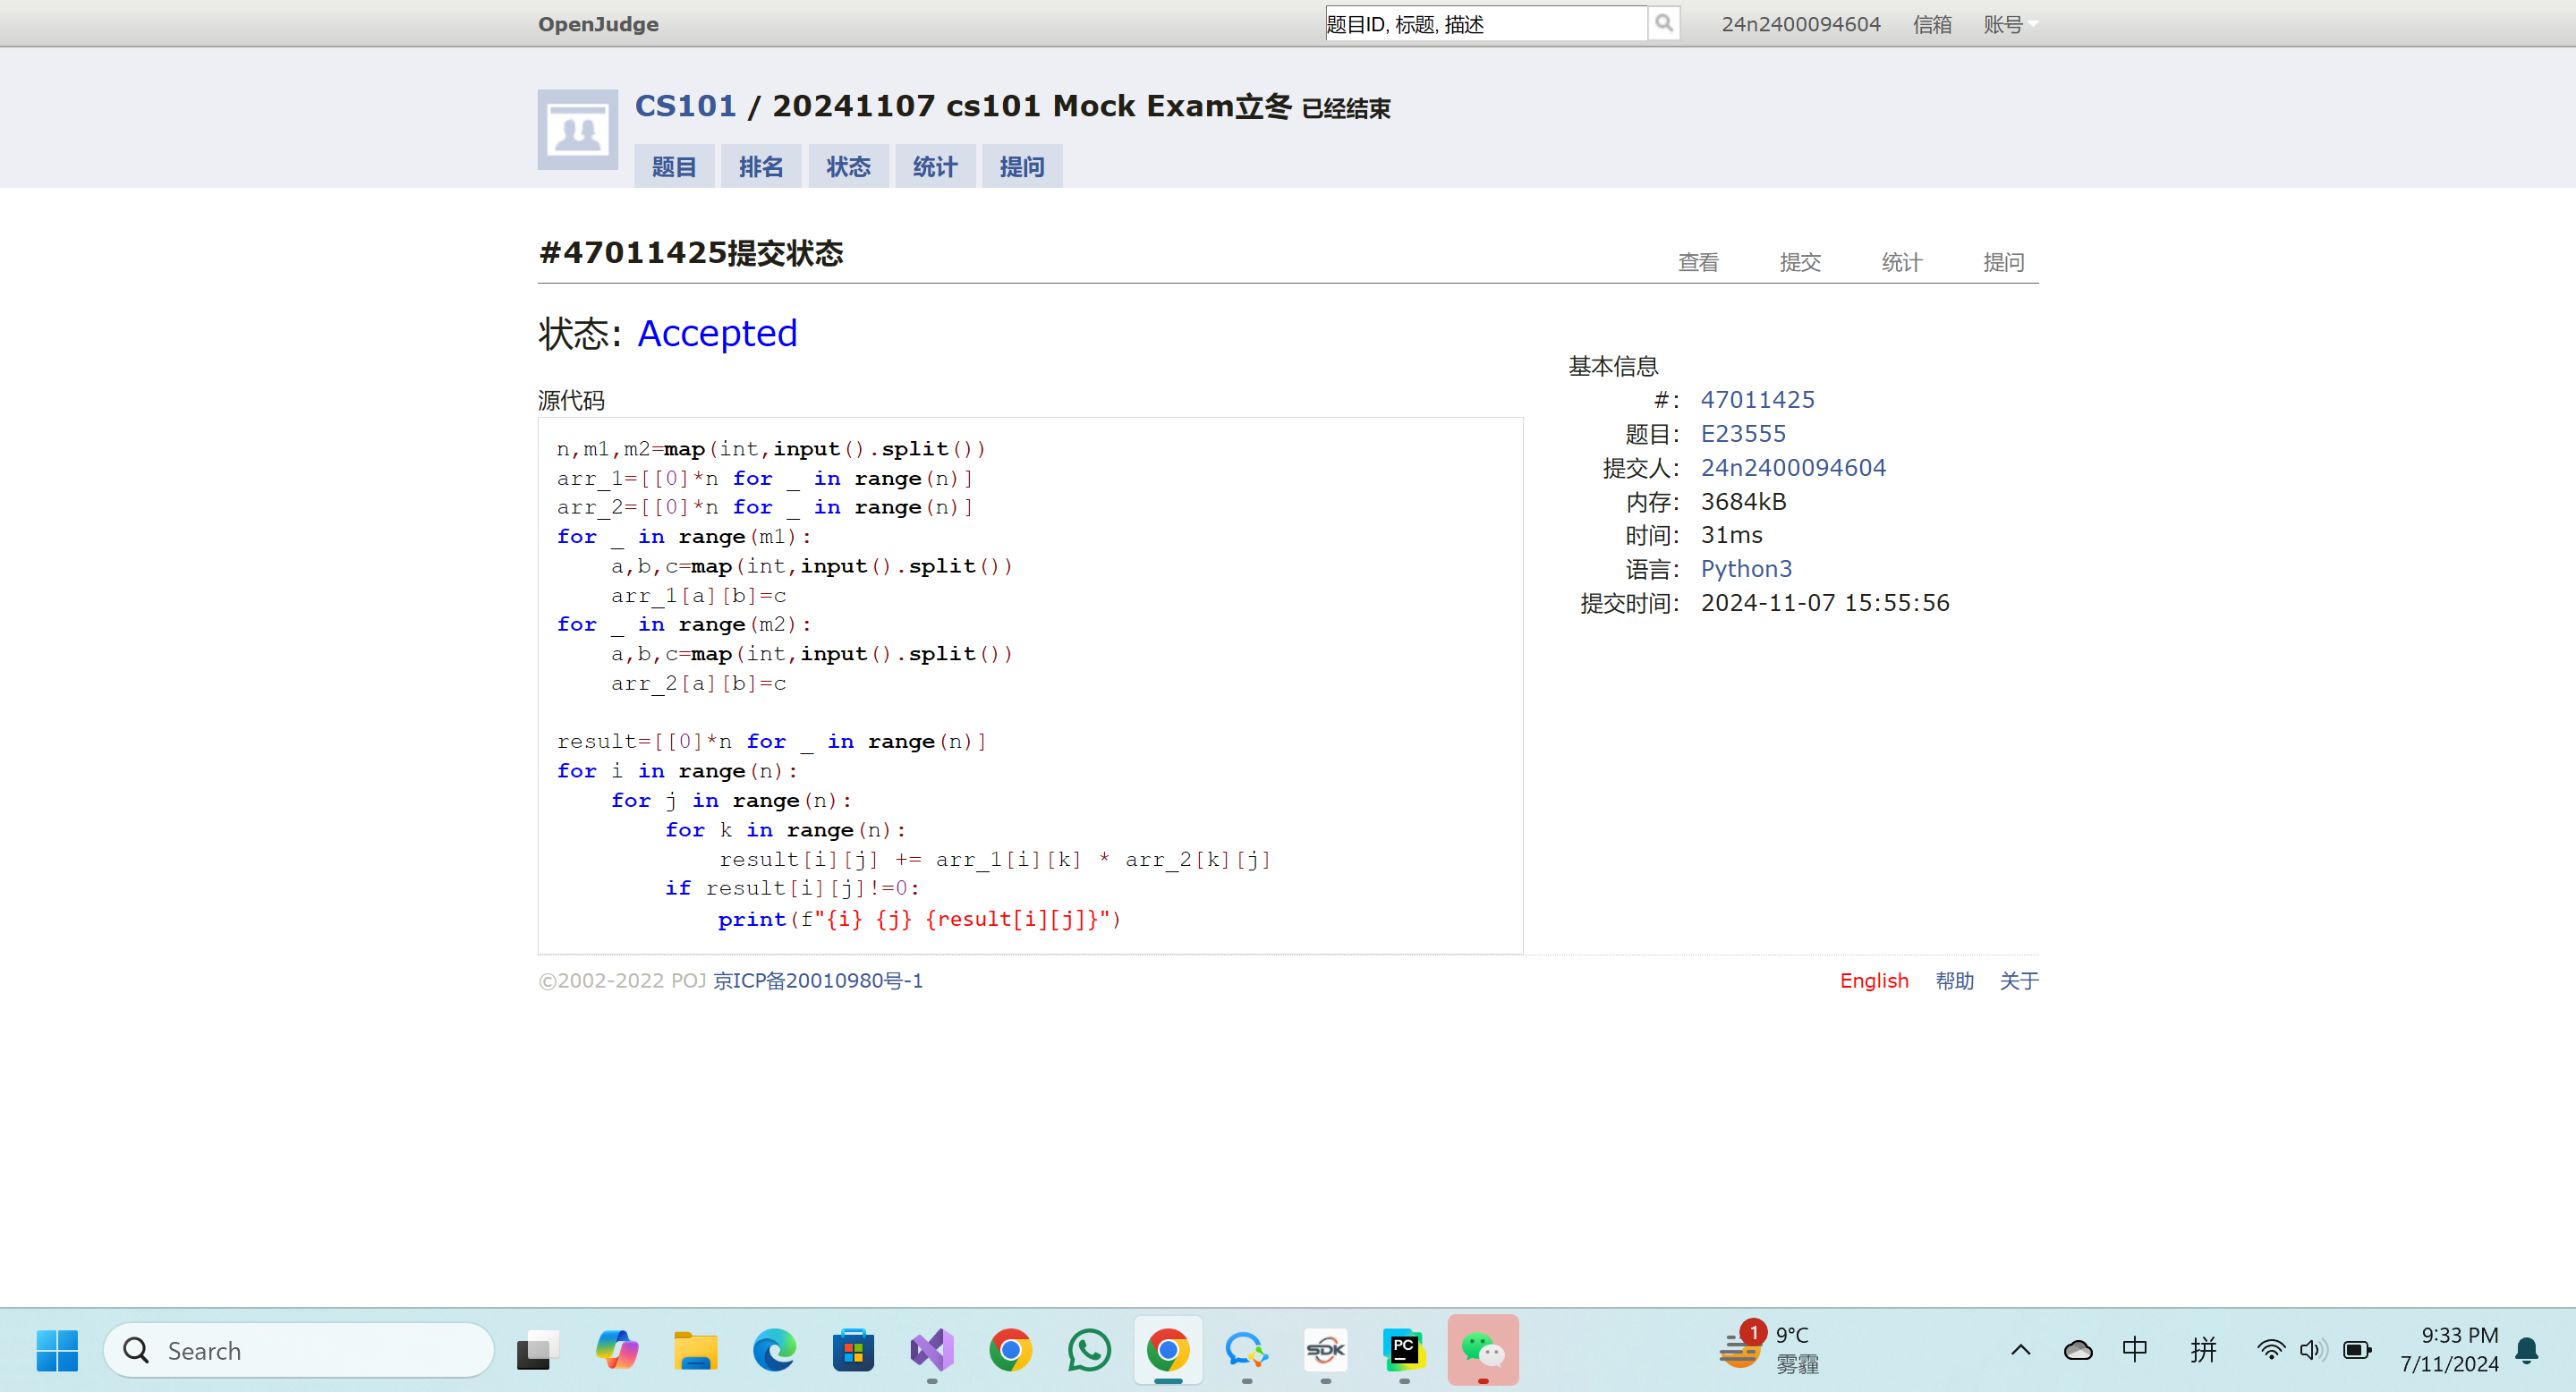 OpenJudge
题目ID, 标题, 描述
24n2400094604 信箱 账号
CS101 / 20241107 cs101 Mock Exam立冬 已经结束
题目 排名 状态 统计 提问
#47011425提交状态
查看 提交 统计 提问
状态: Accepted
源代码
n,m1,m2=map(int,input().split())
arr_1=[[0]*n for _ in range(n)]
arr_2=[[0]*n for _ in range(n)]
for _ in range(m1):
    a,b,c=map(int,input().split())
    arr_1[a][b]=c
for _ in range(m2):
    a,b,c=map(int,input().split())
    arr_2[a][b]=c

result=[[0]*n for _ in range(n)]
for i in range(n):
    for j in range(n):
        for k in range(n):
            result[i][j] += arr_1[i][k] * arr_2[k][j]
        if result[i][j]!=0:
            print(f"{i} {j} {result[i][j]}")
基本信息
#: 47011425
题目: E23555
提交人: 24n2400094604
内存: 3684kB
时间: 31ms
语言: Python3
提交时间: 2024-11-07 15:55:56
©2002-2022 POJ 京ICP备20010980号-1
English 帮助 关于
Search
SDK
PC
1
9°C
雾霾
中
拼
9:33 PM
7/11/2024